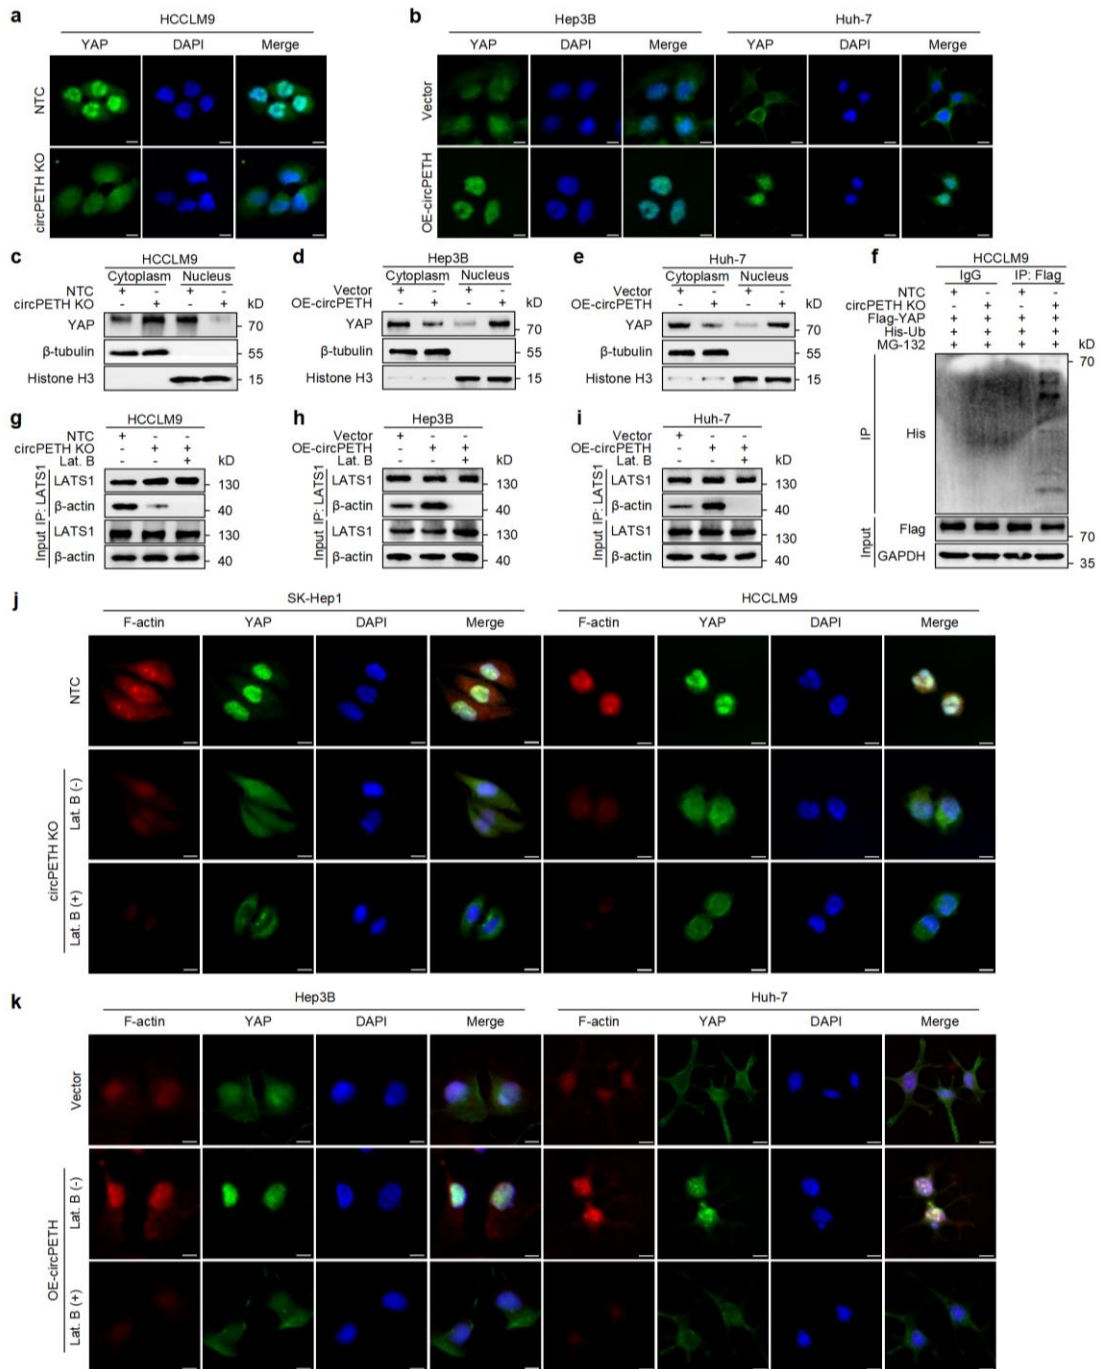 a
HCCLM9
YAP DAPI Merge
NTC
circPETH KO
b
Hep3B Huh-7
YAP DAPI Merge YAP DAPI Merge
Vector
OE-circPETH
c
HCCLM9
Cytoplasm Nucleus
NTC + - + -
circPETH KO - + - + kD
YAP 70
β-tubulin 55
Histone H3 15
d
Hep3B
Cytoplasm Nucleus
Vector + - + -
OE-circPETH - + - + kD
YAP 70
β-tubulin 55
Histone H3 15
e
Huh-7
Cytoplasm Nucleus
Vector + - + -
OE-circPETH - + - + kD
YAP 70
β-tubulin 55
Histone H3 15
f
HCCLM9
IgG IP: Flag
NTC + - + -
circPETH KO - + - +
Flag-YAP + + + +
His-Ub + + + +
MG-132 + + + + kD
70
IP His
Input Flag 70
GAPDH 35
g
HCCLM9
NTC + - -
circPETH KO - + +
Lat. B - - + kD
IP: LATS1 LATS1 130
β-actin 40
Input LATS1 130
β-actin 40
h
Hep3B
Vector + - -
OE-circPETH - + +
Lat. B - - + kD
IP: LATS1 LATS1 130
β-actin 40
Input LATS1 130
β-actin 40
i
Huh-7
Vector + - -
OE-circPETH - + +
Lat. B - - + kD
IP: LATS1 LATS1 130
β-actin 40
Input LATS1 130
β-actin 40
j
SK-Hep1 HCCLM9
F-actin YAP DAPI Merge F-actin YAP DAPI Merge
NTC
circPETH KO
Lat. B (-)
Lat. B (+)
k
Hep3B Huh-7
F-actin YAP DAPI Merge F-actin YAP DAPI Merge
Vector
OE-circPETH
Lat. B (-)
Lat. B (+)